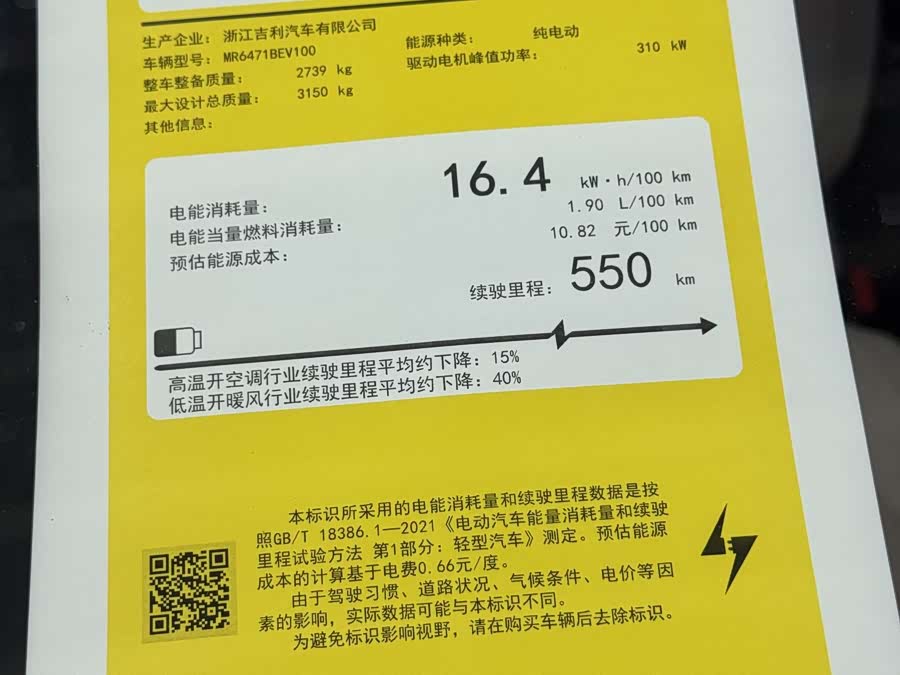 生产企业： 浙江吉利汽车有限公司
车辆型号： MR6471BEV100
能源种类： 纯电动
整车整备质量： 2739 kg
驱动电机峰值功率： 310 kW
最大设计总质量： 3150 kg
其他信息：
电能消耗量： 16.4 kW·h/100 km
电能当量燃料消耗量： 1.90 L/100 km
预估能源成本： 10.82 元/100 km
续驶里程： 550 km
高温开空调行业续驶里程平均约下降： 15%
低温开暖风行业续驶里程平均约下降： 40%
本标识所采用的电能消耗量和续驶里程数据是按
照GB/T 18386.1—2021《电动汽车能量消耗量和续驶
里程试验方法 第1部分：轻型汽车》测定。预估能源
成本的计算基于电费0.66元/度。
由于驾驶习惯、道路状况、气候条件、电价等因
素的影响，实际数据可能与本标识不同。
为避免标识影响视野，请在购买车辆后去除标识。